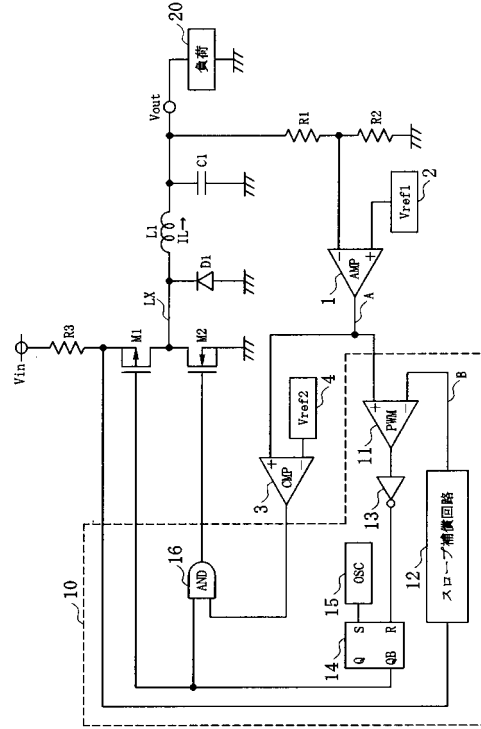 10
Vin
R3
M1
LX
M2
D1
L1
IL→
C1
Vout
20
負荷
R1
R2
1
AMP
−
+
A
Vref1
2
16
AND
3
CMP
+
−
Vref2
4
11
PWM
+
−
B
13
15
OSC
14
Q
S
QB
R
12
スロープ補償回路